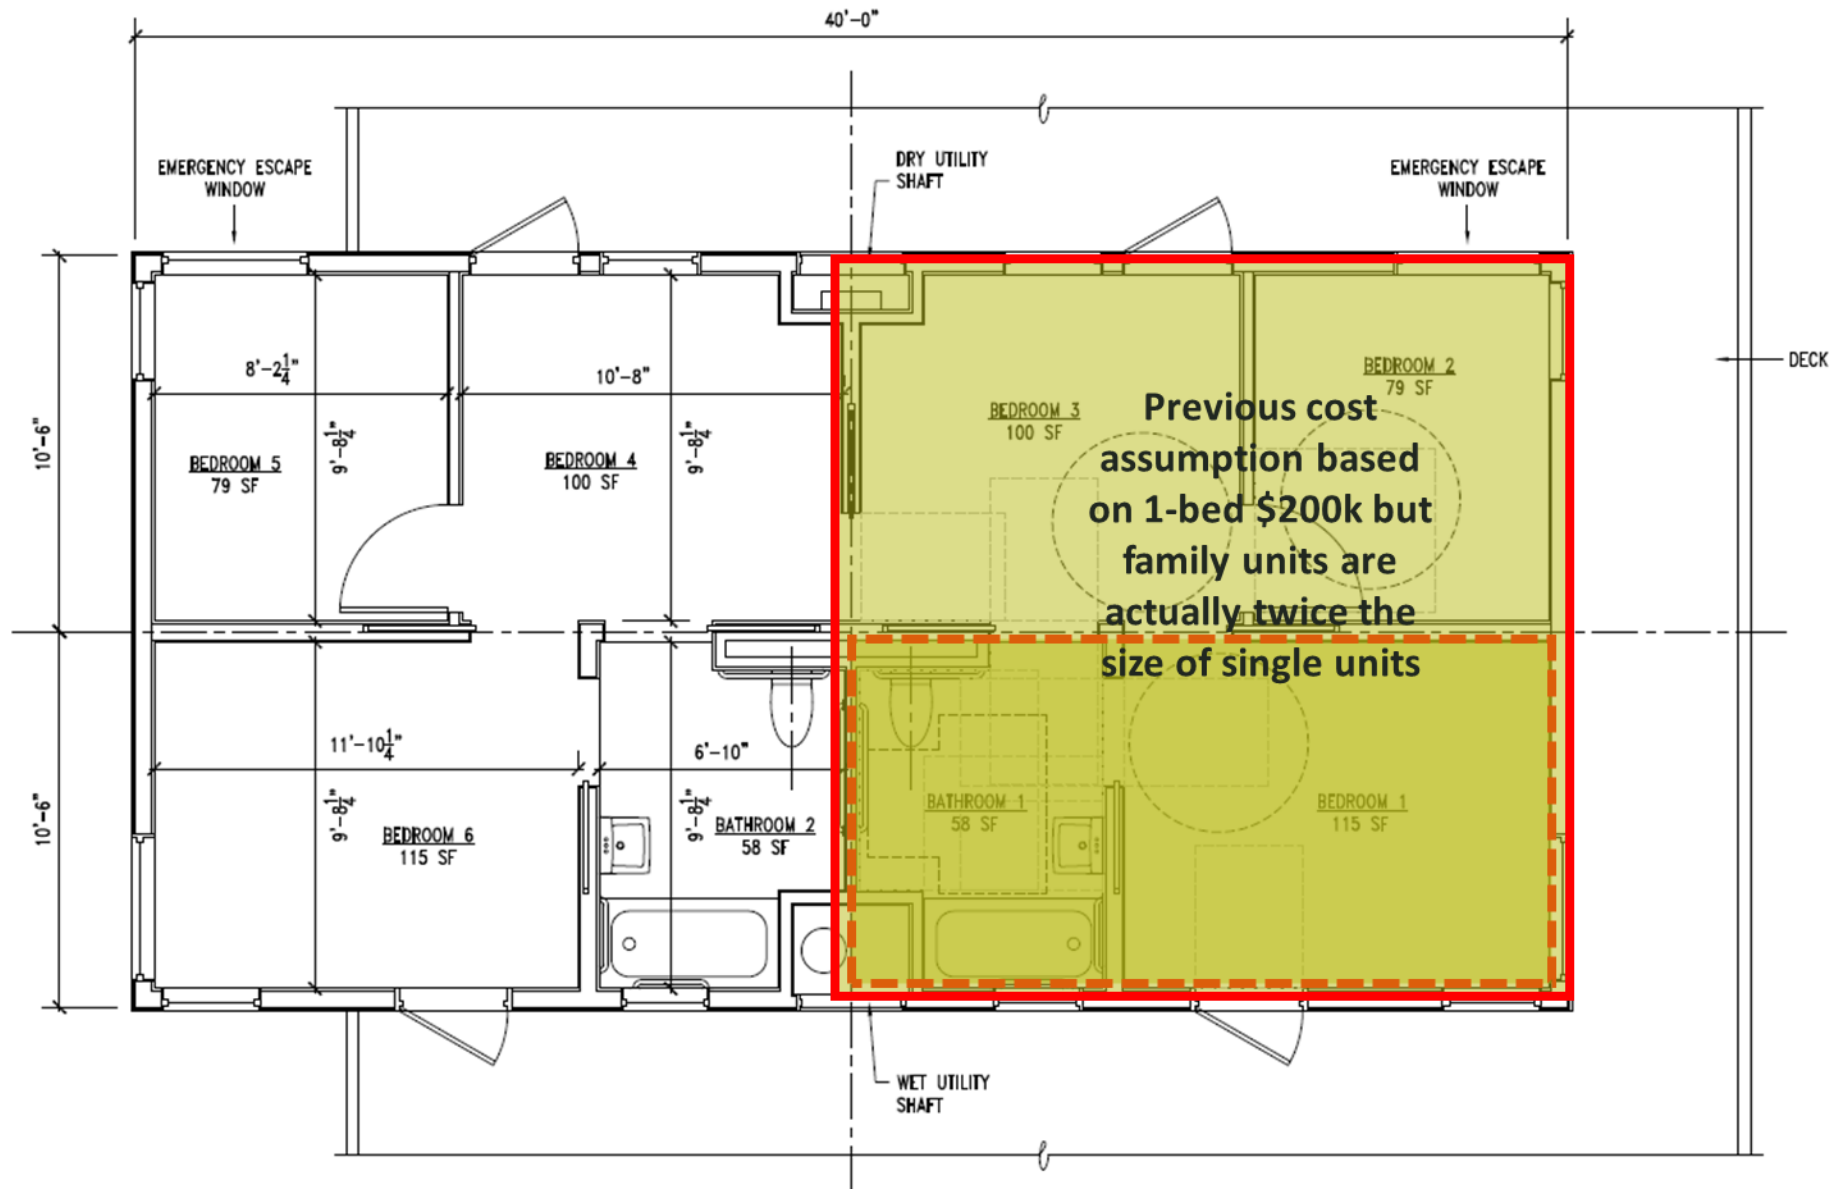 40'-0"
EMERGENCY ESCAPE
WINDOW
DRY UTILITY
SHAFT
EMERGENCY ESCAPE
WINDOW
DECK
10'-6"
8'-2¼"
9'-8¼"
BEDROOM 5
79 SF
10'-8"
9'-8¼"
BEDROOM 4
100 SF
BEDROOM 3
100 SF
BEDROOM 2
79 SF
Previous cost
assumption based
on 1-bed $200k but
family units are
actually twice the
size of single units
10'-6"
11'-10¼"
9'-8¼"
BEDROOM 6
115 SF
6'-10"
9'-8¼"
BATHROOM 2
58 SF
BATHROOM 1
58 SF
BEDROOM 1
115 SF
WET UTILITY
SHAFT